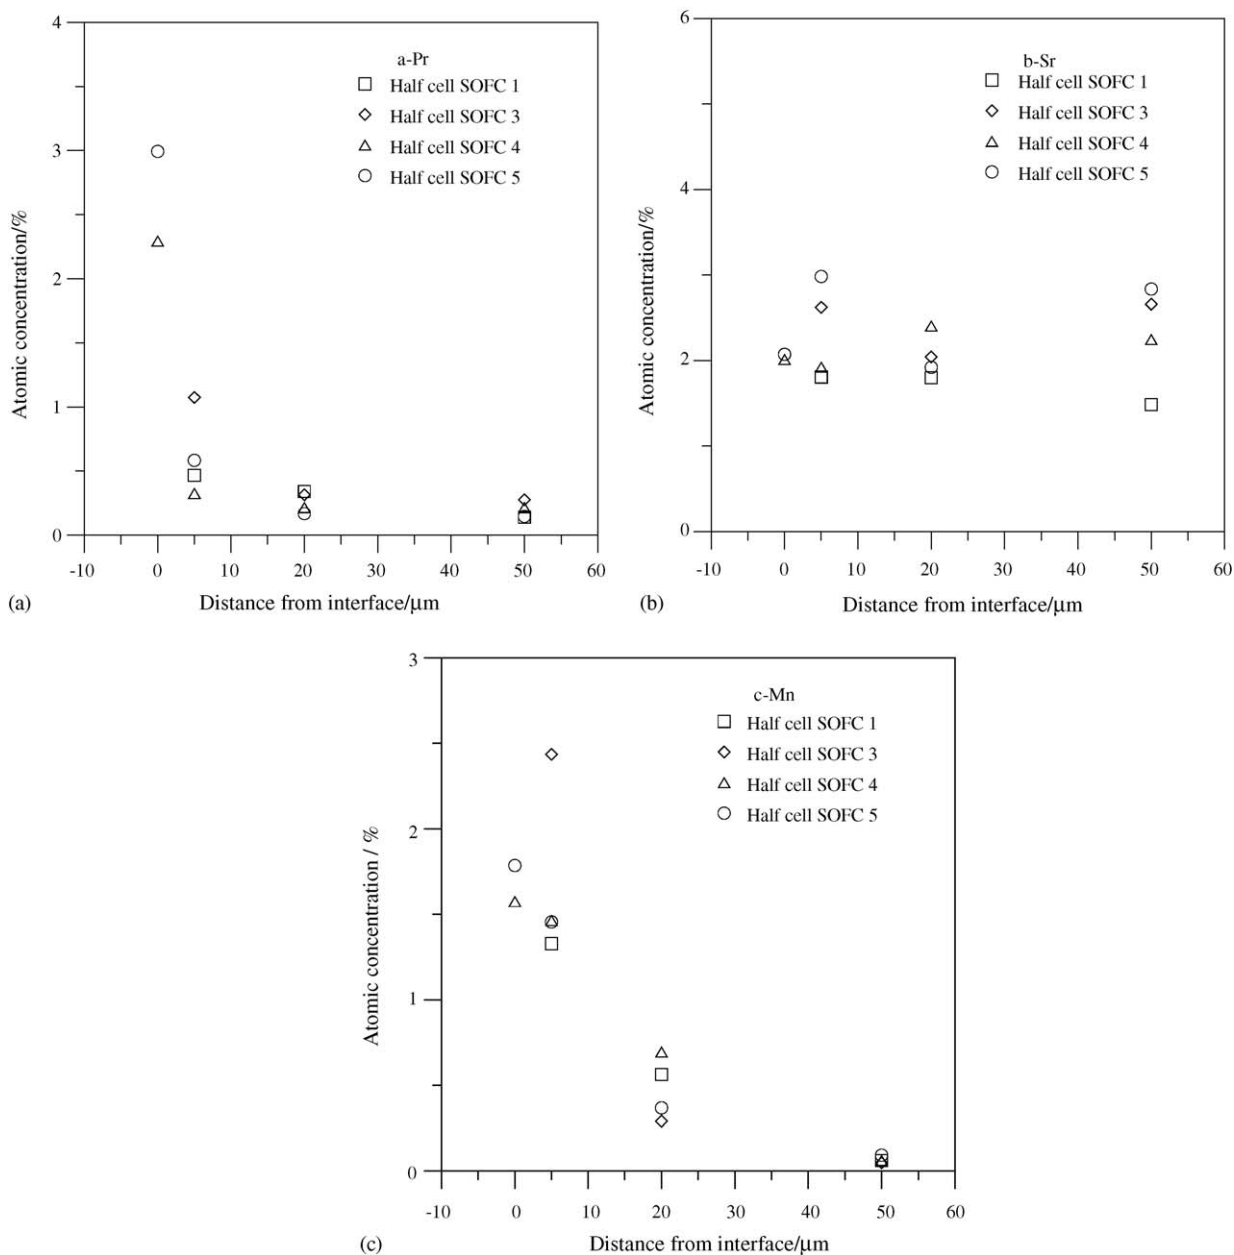 4
3
2
1
0
Atomic concentration/%
a-Pr
Half cell SOFC 1
Half cell SOFC 3
Half cell SOFC 4
Half cell SOFC 5
-10 0 10 20 30 40 50 60
(a) Distance from interface/μm
6
4
2
0
Atomic concentration/%
b-Sr
Half cell SOFC 1
Half cell SOFC 3
Half cell SOFC 4
Half cell SOFC 5
-10 0 10 20 30 40 50 60
(b) Distance from interface/μm
3
2
1
0
Atomic concentration / %
c-Mn
Half cell SOFC 1
Half cell SOFC 3
Half cell SOFC 4
Half cell SOFC 5
-10 0 10 20 30 40 50 60
(c) Distance from interface/μm